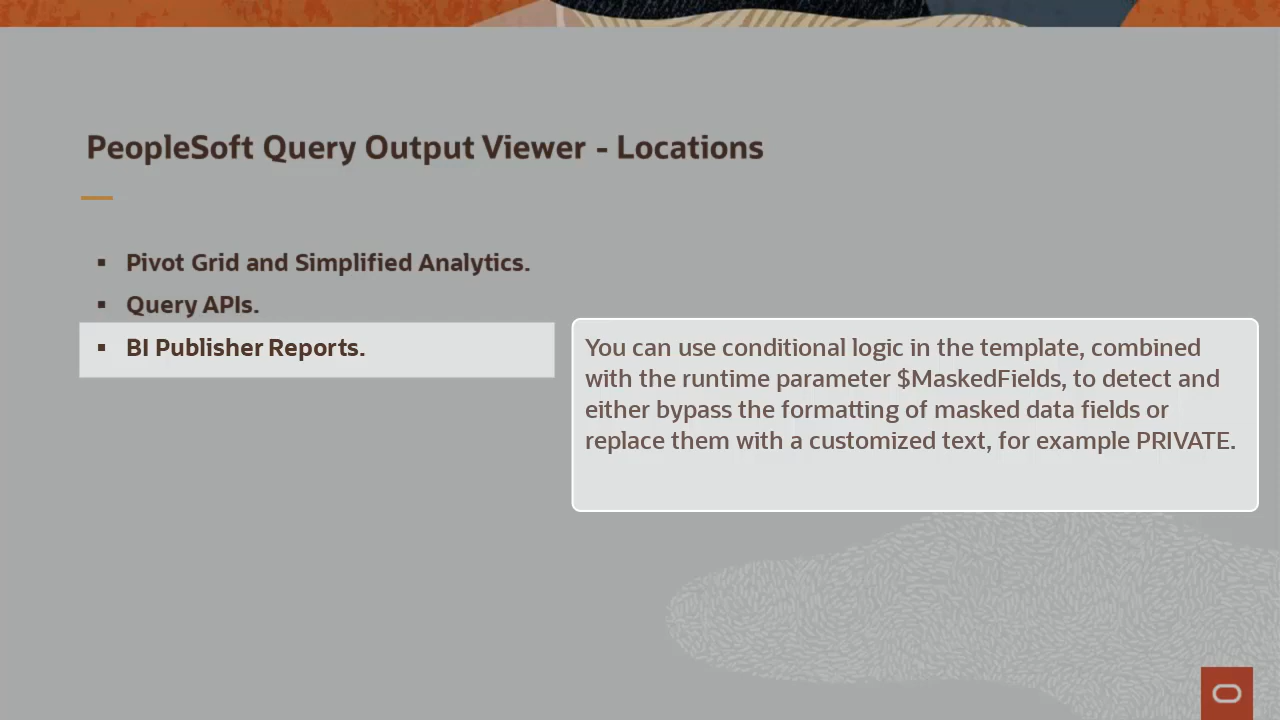 PeopleSoft Query Output Viewer - Locations
▪ Pivot Grid and Simplified Analytics.
▪ Query APIs.
▪ BI Publisher Reports.
You can use conditional logic in the template, combined
with the runtime parameter $MaskedFields, to detect and
either bypass the formatting of masked data fields or
replace them with a customized text, for example PRIVATE.